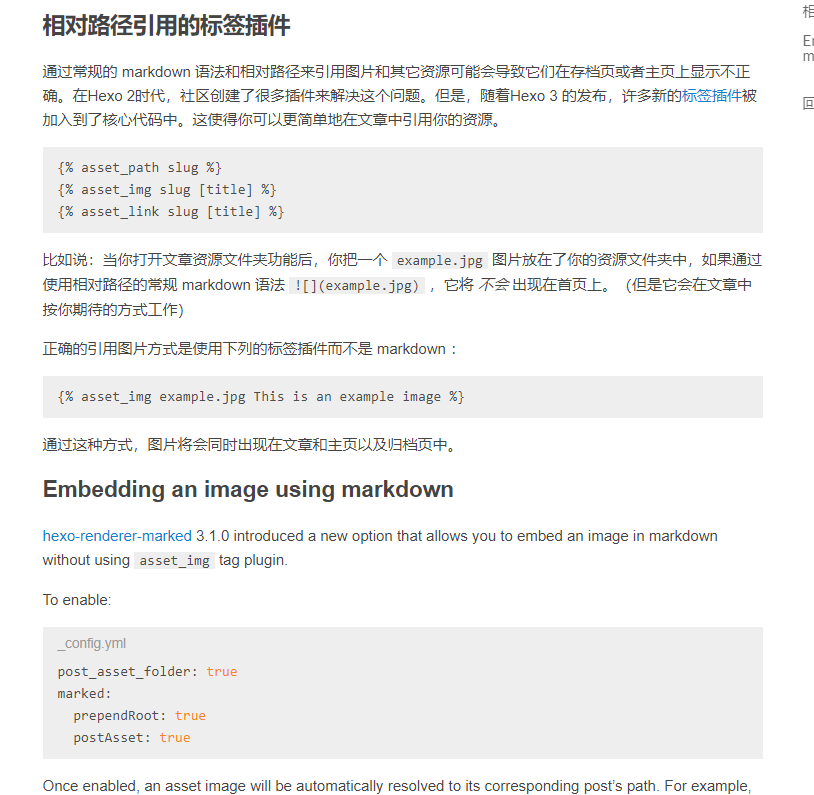 相对路径引用的标签插件
通过常规的 markdown 语法和相对路径来引用图片和其它资源可能会导致它们在存档页或者主页上显示不正
确。在Hexo 2时代，社区创建了很多插件来解决这个问题。但是，随着Hexo 3 的发布，许多新的标签插件被
加入到了核心代码中。这使得你可以更简单地在文章中引用你的资源。
{% asset_path slug %}
{% asset_img slug [title] %}
{% asset_link slug [title] %}
比如说：当你打开文章资源文件夹功能后，你把一个 example.jpg 图片放在了你的资源文件夹中，如果通过
使用相对路径的常规 markdown 语法 ![](example.jpg) ，它将 不会 出现在首页上。（但是它会在文章中
按你期待的方式工作）
正确的引用图片方式是使用下列的标签插件而不是 markdown ：
{% asset_img example.jpg This is an example image %}
通过这种方式，图片将会同时出现在文章和主页以及归档页中。
Embedding an image using markdown
hexo-renderer-marked 3.1.0 introduced a new option that allows you to embed an image in markdown
without using asset_img tag plugin.
To enable:
_config.yml
post_asset_folder: true
marked:
  prependRoot: true
  postAsset: true
Once enabled, an asset image will be automatically resolved to its corresponding post’s path. For example,